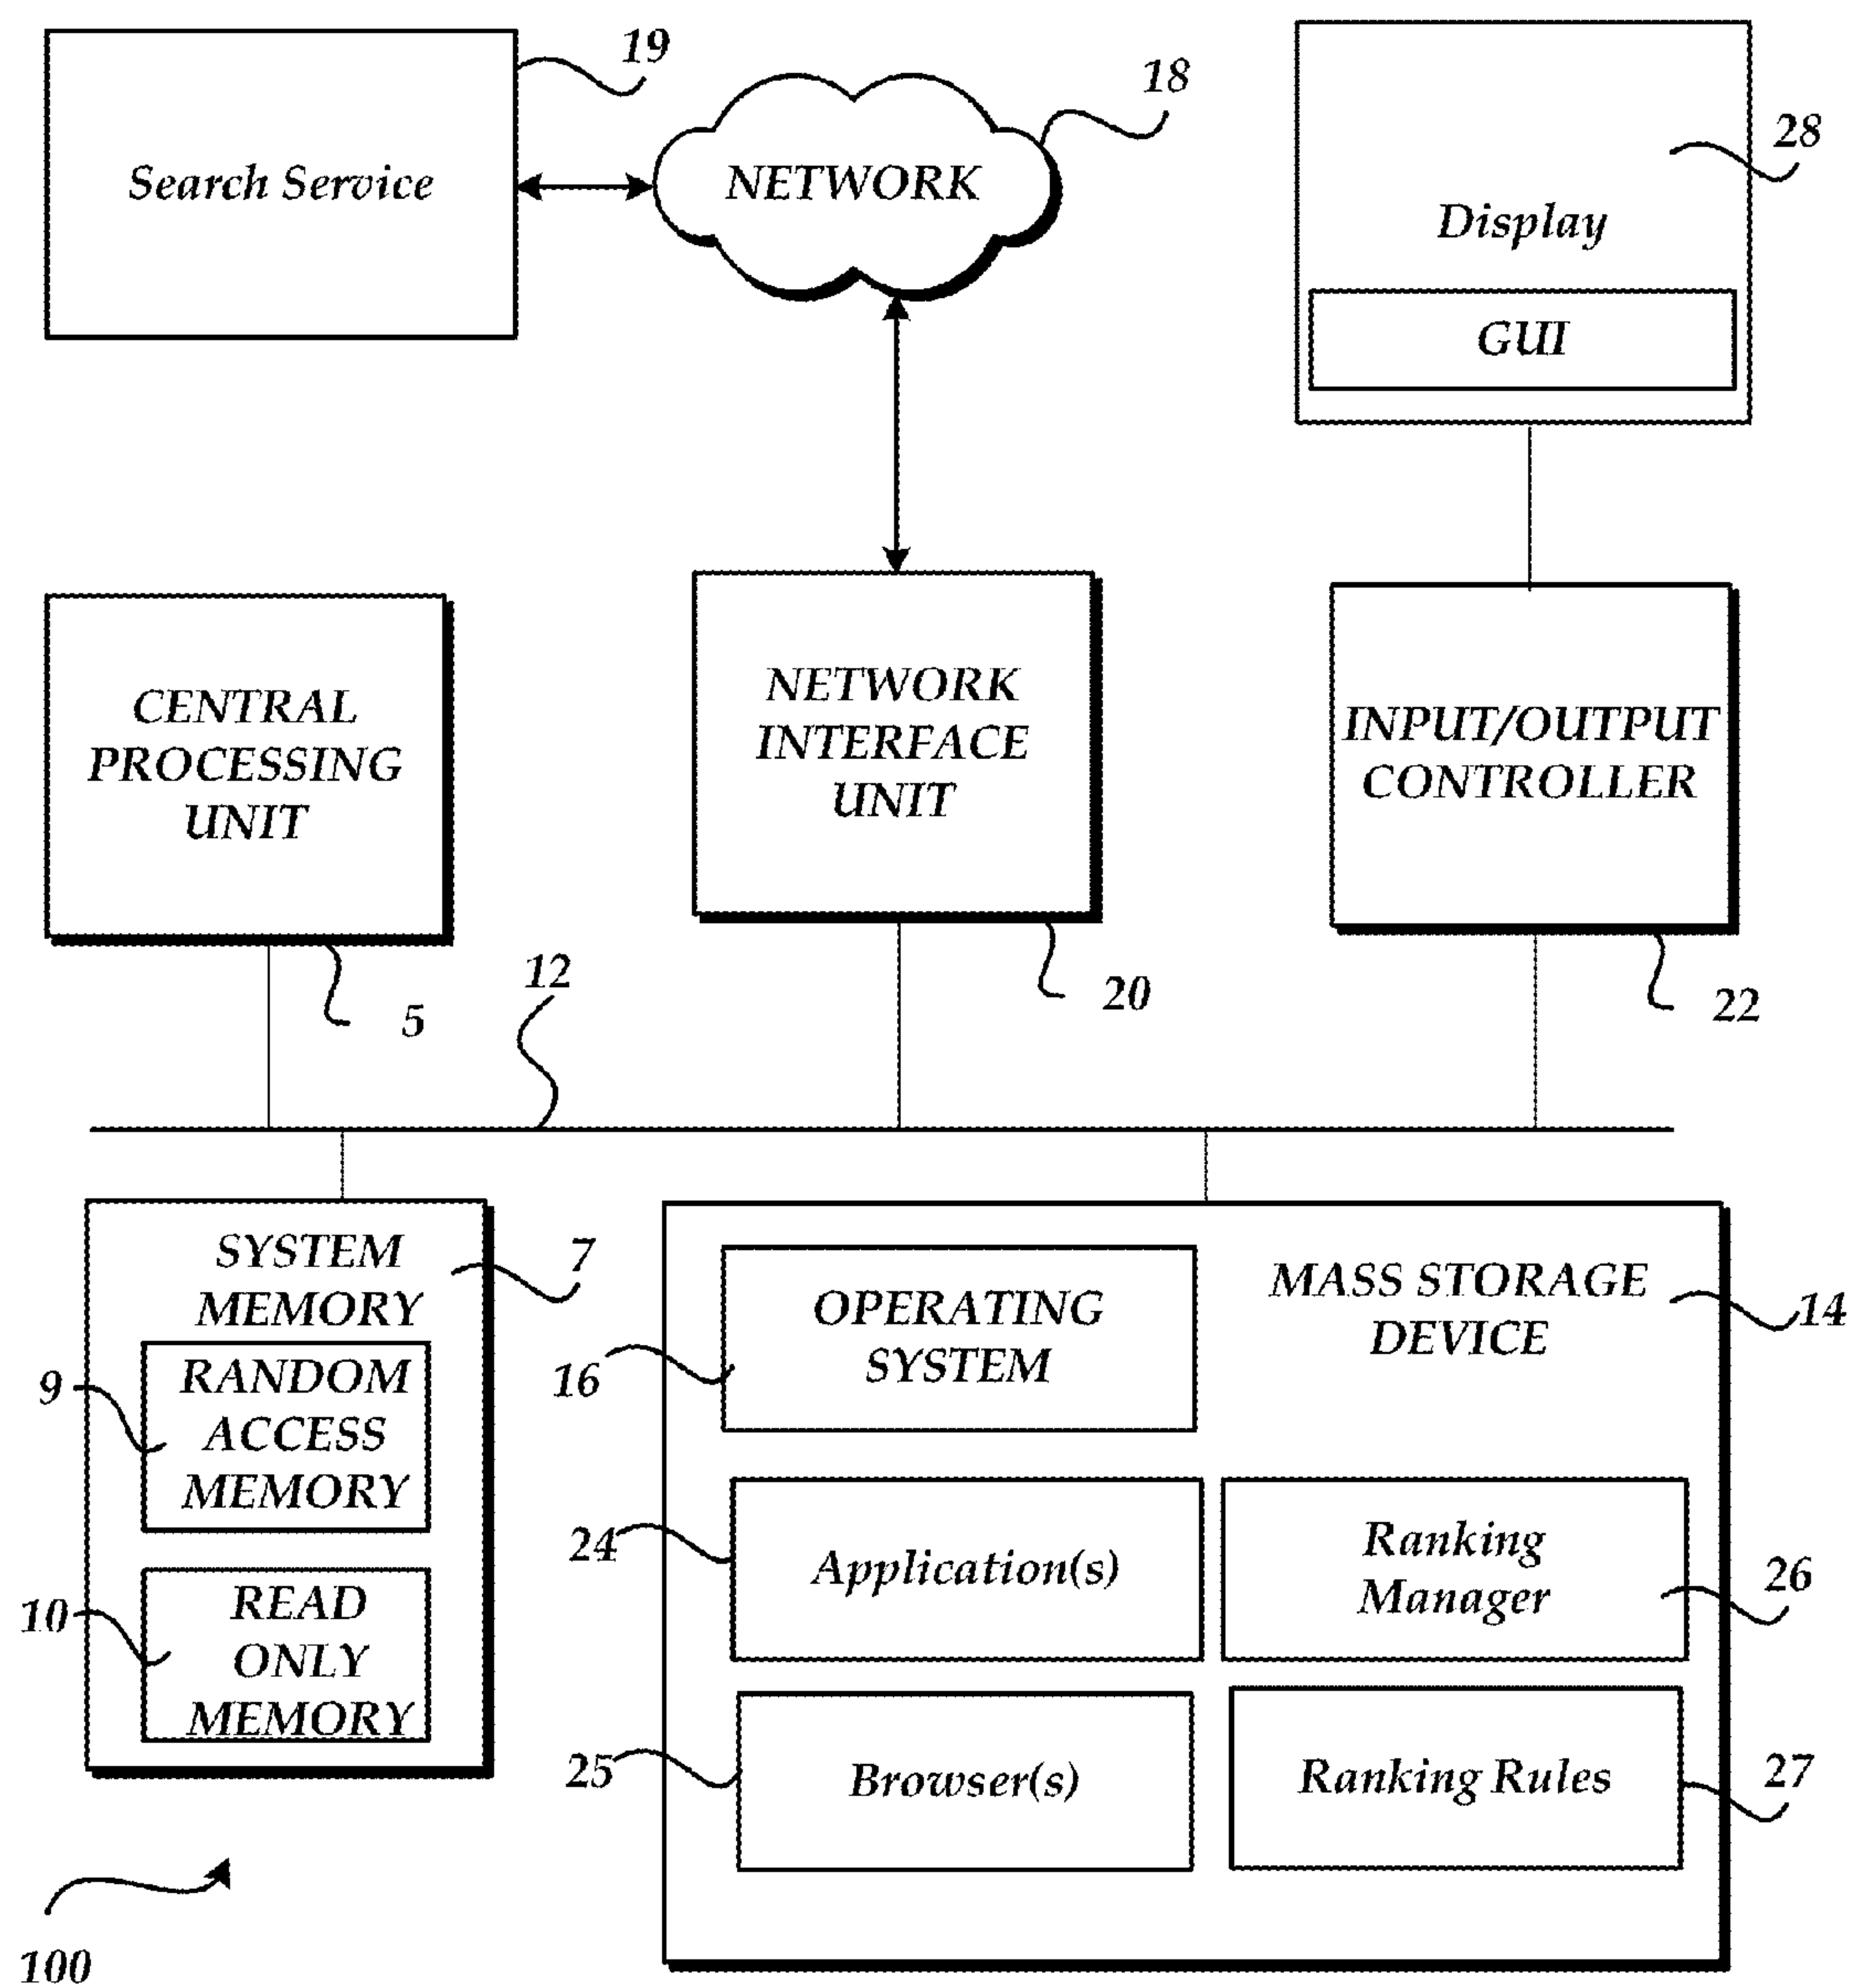 19
18
Search Service
NETWORK
28
Display
GUI
CENTRAL
PROCESSING
UNIT
NETWORK
INTERFACE
UNIT
INPUT/OUTPUT
CONTROLLER
5
12
20
22
SYSTEM
MEMORY
7
9
RANDOM
ACCESS
MEMORY
10
READ
ONLY
MEMORY
OPERATING
SYSTEM
16
MASS STORAGE
DEVICE
14
24
Application(s)
Ranking
Manager
26
25
Browser(s)
Ranking Rules
27
100